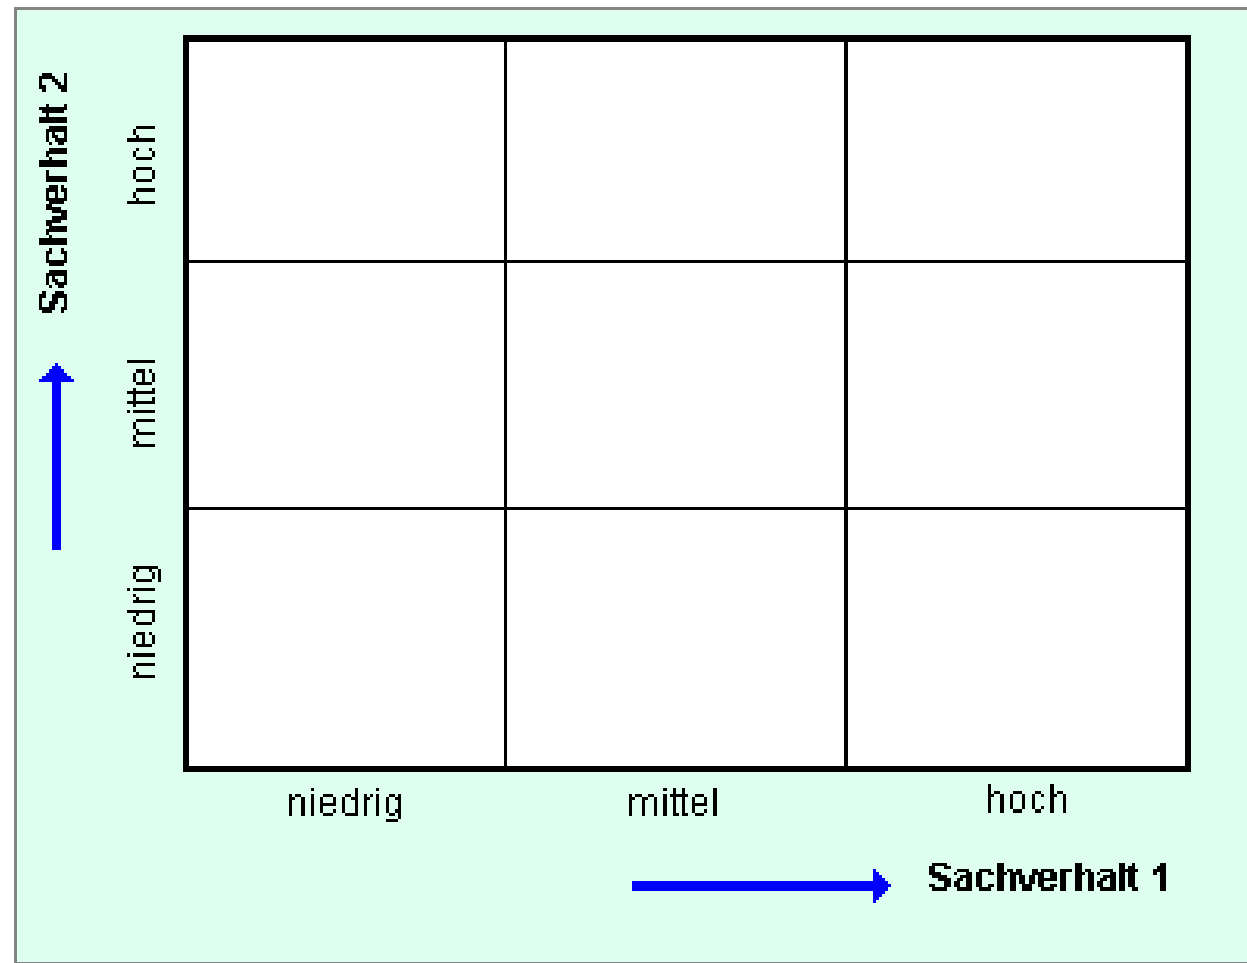 Sachverhalt 2
hoch
mittel
niedrig
niedrig mittel hoch
Sachverhalt 1